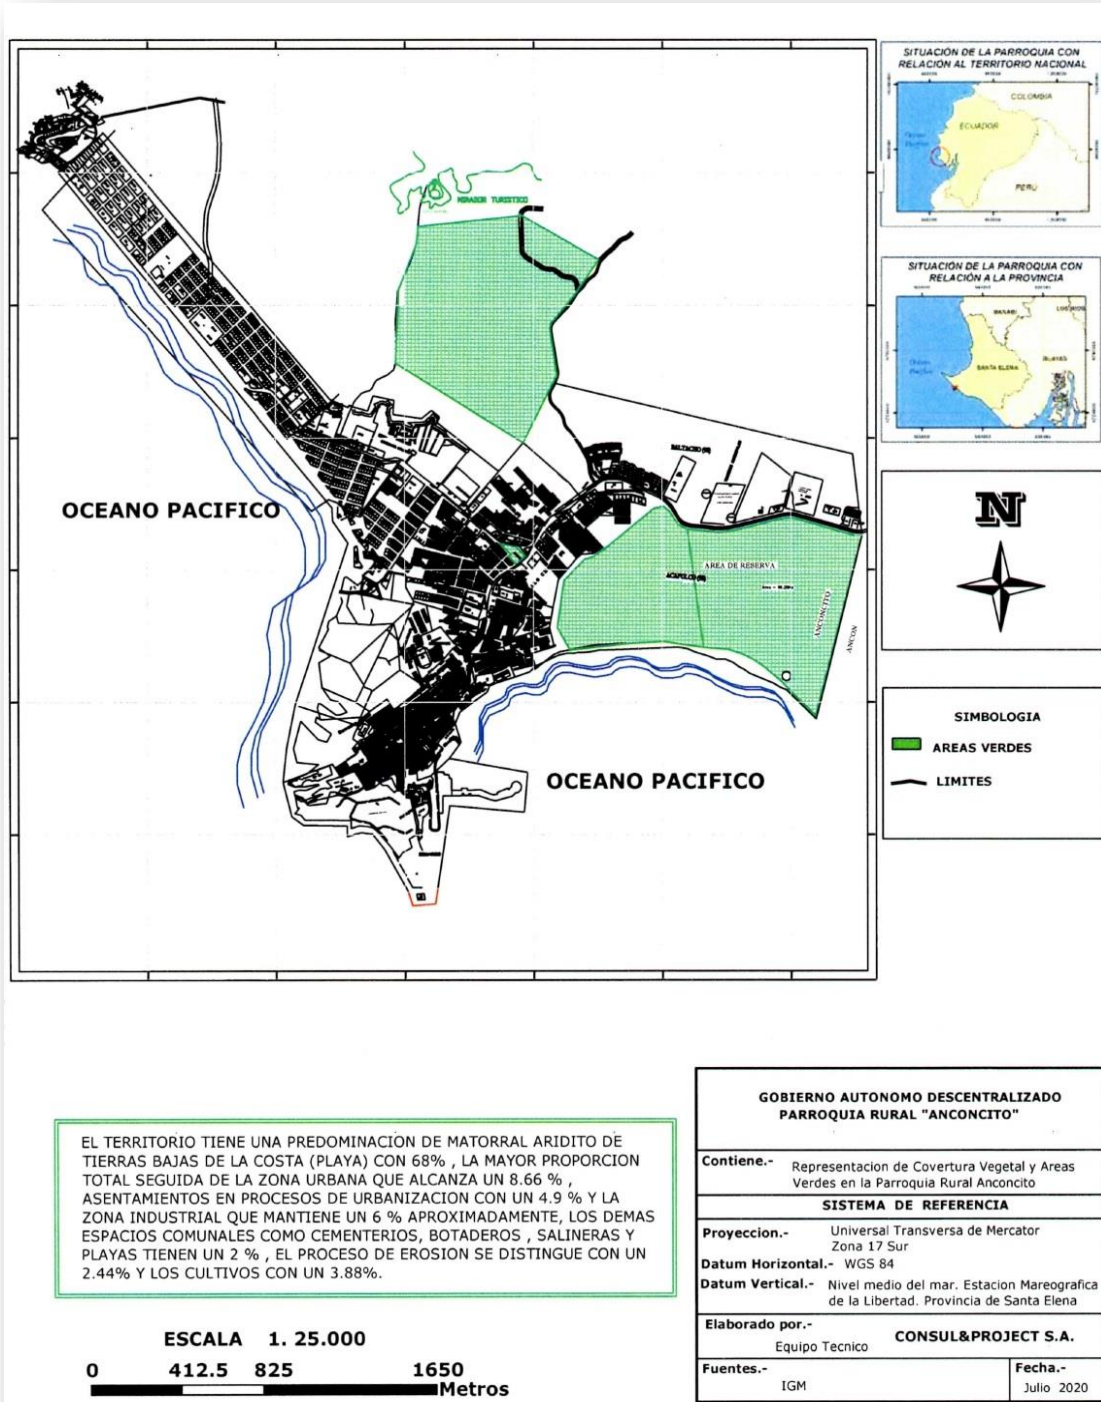 SITUACIÓN DE LA PARROQUIA CON
RELACIÓN AL TERRITORIO NACIONAL
COLOMBIA
ECUADOR
Océano
Pacífico
PERU
SITUACIÓN DE LA PARROQUIA CON
RELACIÓN A LA PROVINCIA
MANABI
LOS RIOS
Océano
Pacífico
SANTA ELENA
GUAYAS
MIRADOR TURISTICO
OCEANO PACIFICO
AREA DE RESERVA
ACAPULCO
ANCONCITO
ANCON
OCEANO PACIFICO
N
SIMBOLOGIA
AREAS VERDES
LIMITES
EL TERRITORIO TIENE UNA PREDOMINACION DE MATORRAL ARIDITO DE
TIERRAS BAJAS DE LA COSTA (PLAYA) CON 68% , LA MAYOR PROPORCION
TOTAL SEGUIDA DE LA ZONA URBANA QUE ALCANZA UN 8.66 % ,
ASENTAMIENTOS EN PROCESOS DE URBANIZACION CON UN 4.9 % Y LA
ZONA INDUSTRIAL QUE MANTIENE UN 6 % APROXIMADAMENTE, LOS DEMAS
ESPACIOS COMUNALES COMO CEMENTERIOS, BOTADEROS , SALINERAS Y
PLAYAS TIENEN UN 2 % , EL PROCESO DE EROSION SE DISTINGUE CON UN
2.44% Y LOS CULTIVOS CON UN 3.88%.
ESCALA 1. 25.000
0 412.5 825 1650
Metros
GOBIERNO AUTONOMO DESCENTRALIZADO
PARROQUIA RURAL "ANCONCITO"
Contiene.- Representacion de Covertura Vegetal y Areas
Verdes en la Parroquia Rural Anconcito
SISTEMA DE REFERENCIA
Proyeccion.- Universal Transversa de Mercator
Zona 17 Sur
Datum Horizontal.- WGS 84
Datum Vertical.- Nivel medio del mar. Estacion Mareografica
de la Libertad. Provincia de Santa Elena
Elaborado por.-
Equipo Tecnico CONSUL&PROJECT S.A.
Fuentes.-
IGM
Fecha.-
Julio 2020